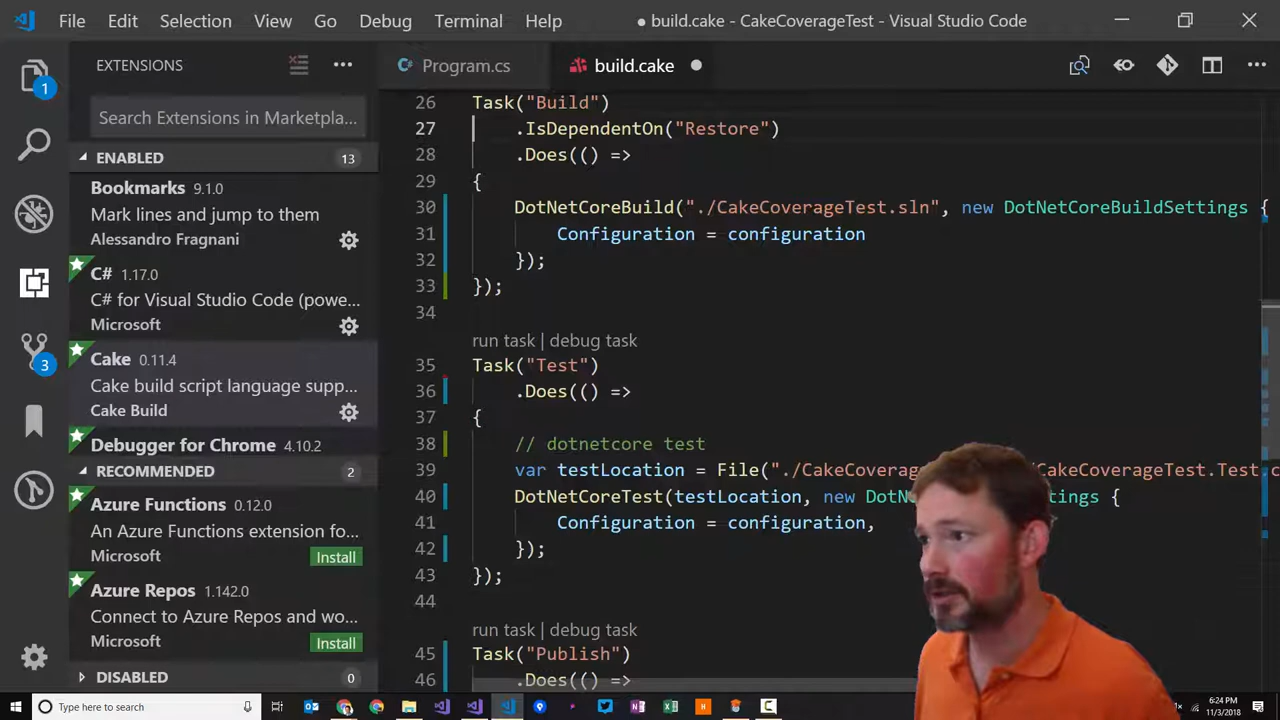 File Edit Selection View Go Debug Terminal Help
● build.cake - CakeCoverageTest - Visual Studio Code
EXTENSIONS
Program.cs
build.cake
1
Search Extensions in Marketpla...
ENABLED 13
Bookmarks 9.1.0
Mark lines and jump to them
Alessandro Fragnani
C# 1.17.0
C# for Visual Studio Code (powe...
Microsoft
3
Cake 0.11.4
Cake build script language supp...
Cake Build
Debugger for Chrome 4.10.2
RECOMMENDED 2
Azure Functions 0.12.0
An Azure Functions extension fo...
Microsoft Install
Azure Repos 1.142.0
Connect to Azure Repos and wo...
Microsoft Install
DISABLED 0
26 Task("Build")
27 .IsDependentOn("Restore")
28 .Does(() =>
29 {
30 DotNetCoreBuild("./CakeCoverageTest.sln", new DotNetCoreBuildSettings {
31 Configuration = configuration
32 });
33 });
34
run task | debug task
35 Task("Test")
36 .Does(() =>
37 {
38 // dotnetcore test
39 var testLocation = File("./CakeCoverag CakeCoverageTest.Test.c
40 DotNetCoreTest(testLocation, new DotN ttings {
41 Configuration = configuration,
42 });
43 });
44
run task | debug task
45 Task("Publish")
46 .Does(() =>
Type here to search
6:24 PM
11/3/2018